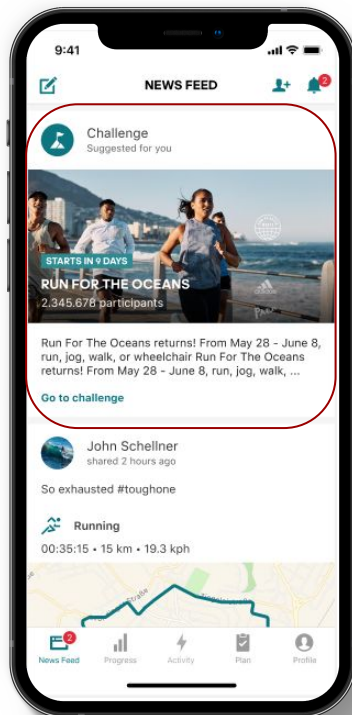 9:41
NEWS FEED
2
Challenge
Suggested for you
STARTS IN 9 DAYS
RUN FOR THE OCEANS
2.345.678 participants
adidas
Run For The Oceans returns! From May 28 - June 8,
run, jog, walk, or wheelchair Run For The Oceans
returns! From May 28 - June 8, run, jog, walk, ...
Go to challenge
John Schellner
shared 2 hours ago
So exhausted #toughone
Running
00:35:15 • 15 km • 19.3 kph
2
News Feed
Progress
Activity
Plan
Profile